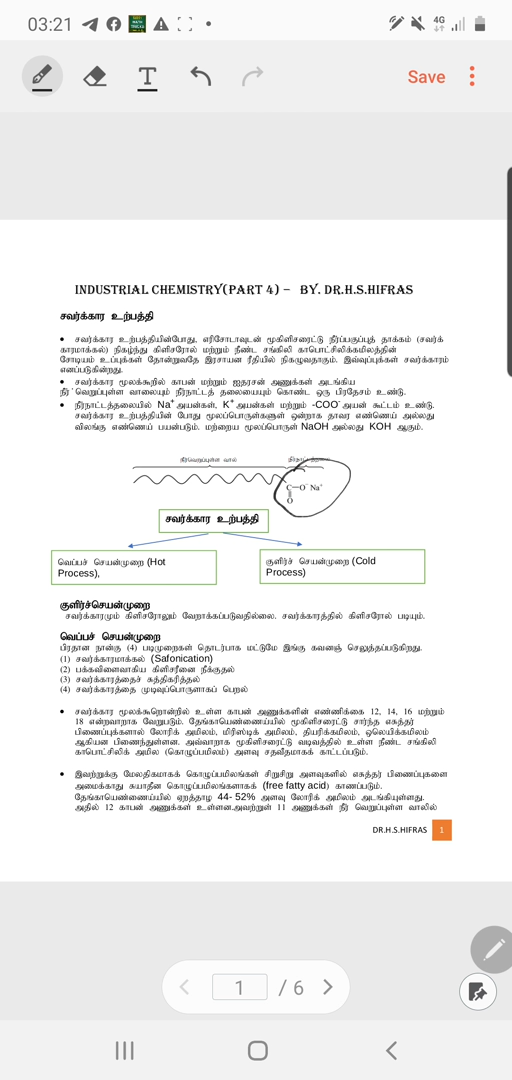 03:21
4G
T
Save
INDUSTRIAL CHEMISTRY(PART 4) – BY. DR.H.S.HIFRAS
சவர்க்கார உற்பத்தி
• சவர்க்கார உற்பத்தியின்போது, எரிசோடாவுடன் மூகிளிசரைட்டு நீர்ப்பகுப்புத் தாக்கம் (சவர்க்
காரமாக்கல்) நிகழ்ந்து கிளிசரோல் மற்றும் நீண்ட சங்கிலி காபொட்சிலிக்கமிலத்தின்
சோடியம் உப்புக்கள் தோன்றுவதே இரசாயன ரீதியில் நிகழுவதாகும். இவ்வுப்புக்கள் சவர்க்காரம்
எனப்படுகின்றது.
• சவர்க்கார மூலக்கூறில் காபன் மற்றும் ஐதரசன் அணுக்கள் அடங்கிய
நீர் வெறுப்புள்ள வாலையும் நீர்நாட்டத் தலையையும் கொண்ட ஒரு பிரதேசம் உண்டு.
• நீர்நாட்டத்தலையில் Na+ அயன்கள், K+ அயன்கள் மற்றும் -COO- அயன் கூட்டம் உண்டு.
சவர்க்கார உற்பத்தியின் போது மூலப்பொருள்களுள் ஒன்றாக தாவர எண்ணெய் அல்லது
விலங்கு எண்ணெய் பயன்படும். மற்றைய மூலப்பொருள் NaOH அல்லது KOH ஆகும்.
நீர்வெறுப்புள்ள வால்
C–O- Na+
O
சவர்க்கார உற்பத்தி
வெப்பச் செயன்முறை (Hot
Process),
குளிர்ச் செயன்முறை (Cold
Process)
குளிர்ச்செயன்முறை
சவர்க்காரமும் கிளிசரோலும் வேறாக்கப்படுவதில்லை. சவர்க்காரத்தில் கிளிசரோல் படியும்.
வெப்பச் செயன்முறை
பிரதான நான்கு (4) படிமுறைகள் தொடர்பாக மட்டுமே இங்கு கவனஞ் செலுத்தப்படுகிறது.
(1) சவர்க்காரமாக்கல் (Safonication)
(2) பக்கவிளைவாகிய கிளிசரீனை நீக்குதல்
(3) சவர்க்காரத்தைச் சுத்திகரித்தல்
(4) சவர்க்காரத்தை முடிவுப்பொருளாகப் பெறல்
• சவர்க்கார மூலக்கூறொன்றில் உள்ள காபன் அணுக்களின் எண்ணிக்கை 12, 14, 16 மற்றும்
18 என்றவாறாக வேறுபடும். தேங்காயெண்ணெய்யில் மூகிளிசரைட்டு சார்ந்த எசுத்தர்
பிணைப்புக்களால் லோரிக் அமிலம், மிரிஸ்டிக் அமிலம், தியரிக்கமிலம், ஒலெயிக்கமிலம்
ஆகியன பிணைந்துள்ளன. அவ்வாறாக மூகிளிசரைட்டு வடிவத்தில் உள்ள நீண்ட சங்கிலி
காபொட்சிலிக் அமில (கொழுப்பமிலம்) அளவு சதவீதமாகக் காட்டப்படும்.
• இவற்றுக்கு மேலதிகமாகக் கொழுப்பமிலங்கள் சிறுசிறு அளவுகளில் எசுத்தர் பிணைப்புகளை
அமைக்காது சுயாதீன கொழுப்பமிலங்களாகக் (free fatty acid) காணப்படும்.
தேங்காயெண்ணெய்யில் ஏறத்தாழ 44- 52% அளவு லோரிக் அமிலம் அடங்கியுள்ளது.
அதில் 12 காபன் அணுக்கள் உள்ளன.அவற்றுள் 11 அணுக்கள் நீர் வெறுப்புள்ள வாலில்
DR.H.S.HIFRAS 1
1 / 6